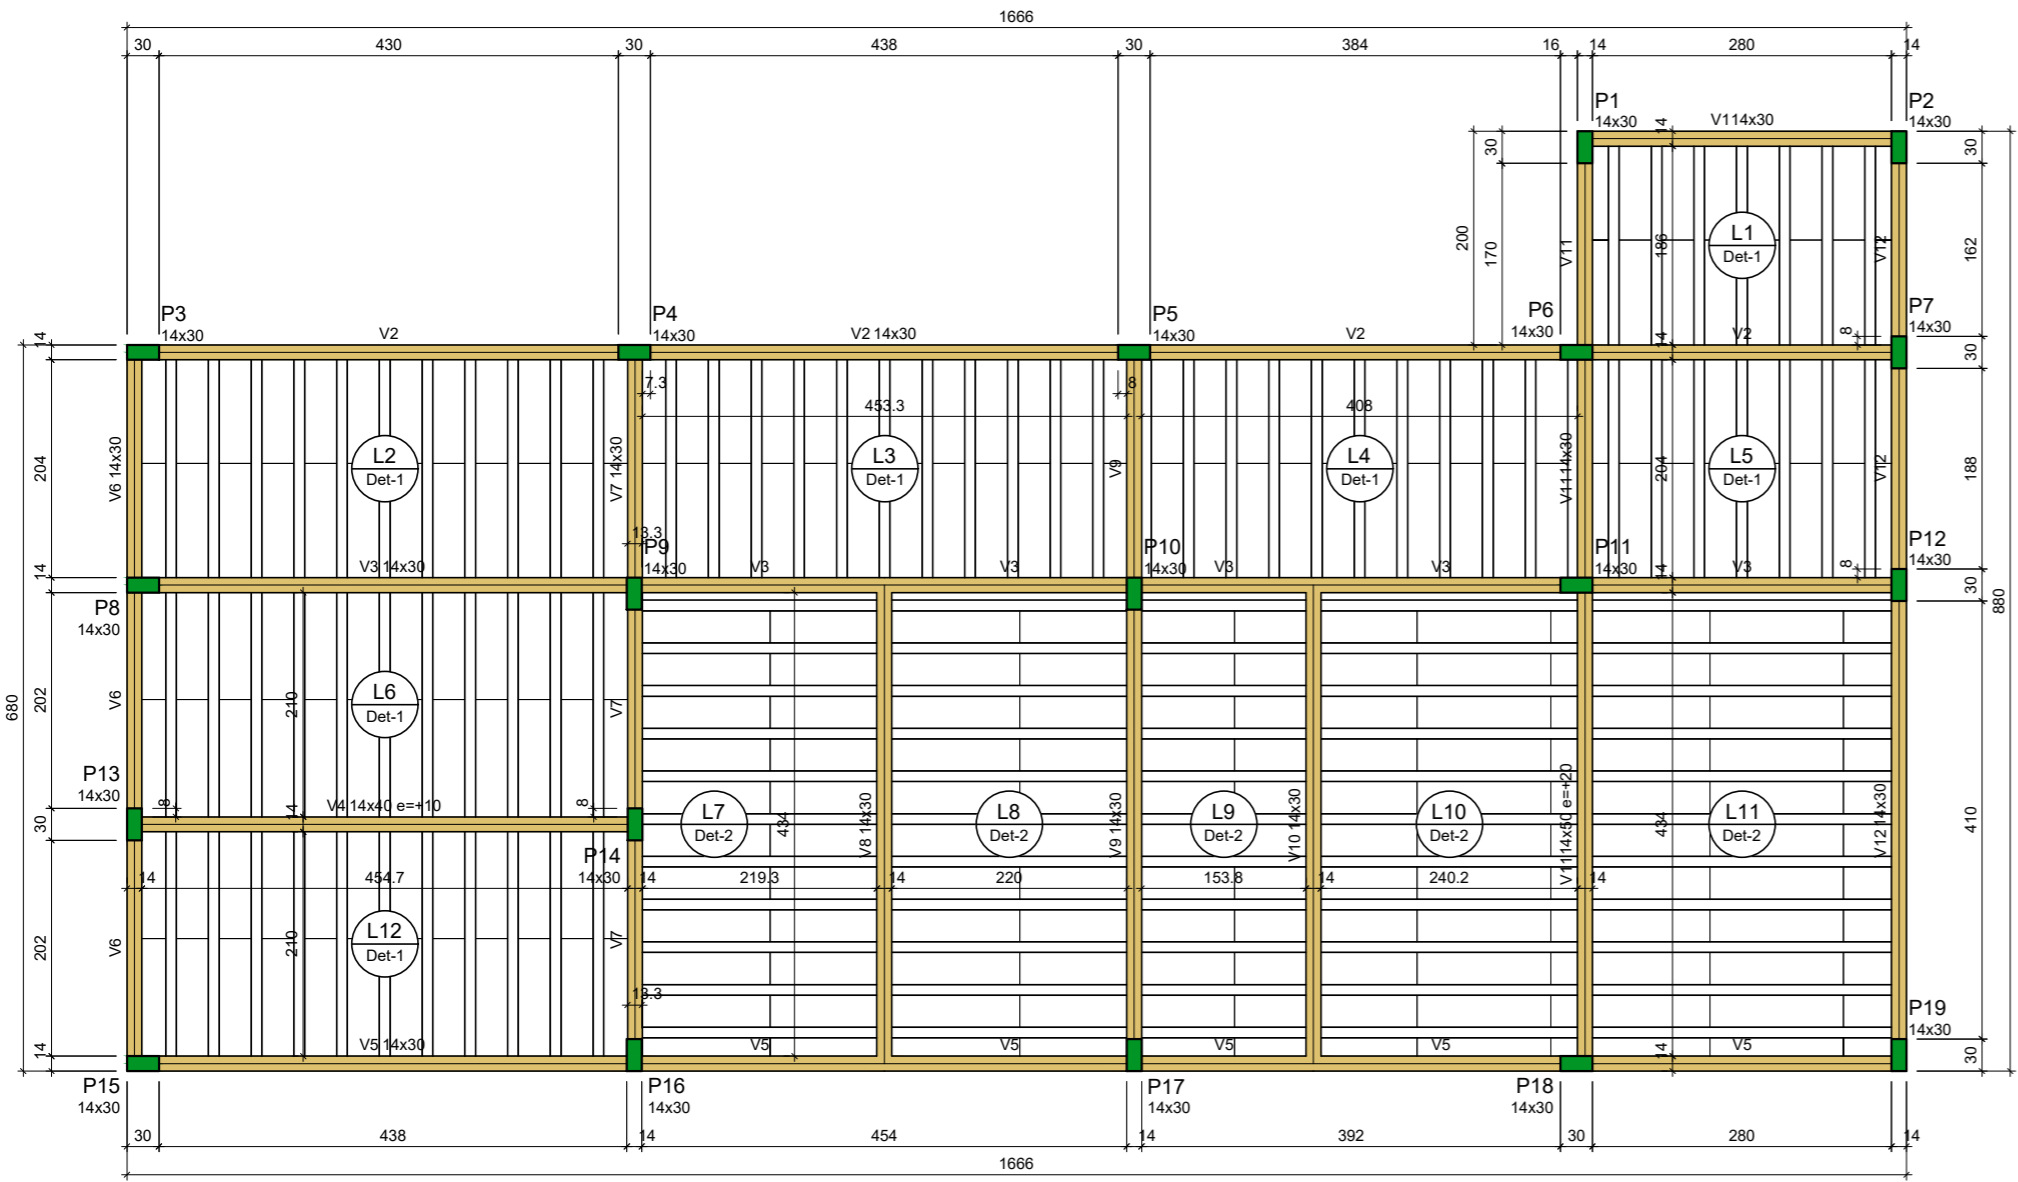 1666
30 430 30 438 30 384 16 14 280 14
P1 P2
14x30 14 V114x30 14x30
30 30
200 170 V11 186 L1 V12 162
Det-1
P3 P4 P5 P6 P7
14x30 V2 14x30 V2 14x30 14x30 V2 14x30 14 V2 8 14x30
14 30
7.3 8
453.3 408
204 V6 14x30 L2 V7 14x30 L3 V9 L4 V1114x30 204 L5 V12 188
Det-1 Det-1 Det-1 Det-1
13.3
P9 P10 P11 P12
14 V3 14x30 14x30 V3 V3 14x30 V3 V3 14x30 14 V3 8 14x30
P8 30
14x30
880
680 202 V6 210 L6 V7
Det-1
P13
14x30 8 14 V4 14x40 e=+10 8
30 L7 434 V8 14x30 L8 V9 14x30 L9 V10 14x30 L10 V1114x50 e=+20 434 L11 V12 14x30 410
Det-2 Det-2 Det-2 Det-2 Det-2
P14
14x30
14 454.7 14 219.3 14 220 153.8 14 240.2 14
202 V6 210 L12 V7
Det-1
13.3
P19
14x30
14 V5 14x30 V5 V5 V5 V5 14 V5 30
P15 P16 P17 P18
14x30 14x30 14x30 14x30
30 438 14 454 14 392 30 280 14
1666